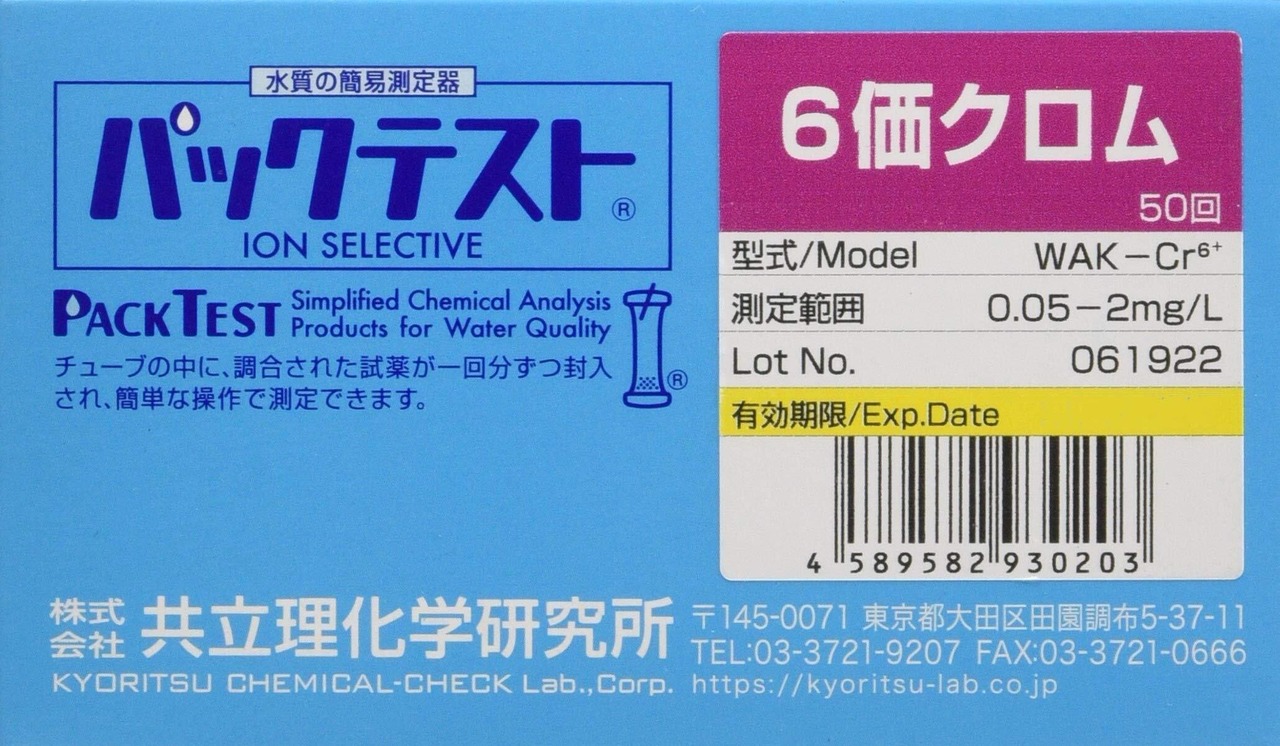 水質の簡易測定器
パックテスト®
ION SELECTIVE
PACKTEST
Simplified Chemical Analysis
Products for Water Quality
®
チューブの中に、調合された試薬が一回分ずつ封入
され、簡単な操作で測定できます。
6価クロム
50回
型式/Model WAK-Cr⁶⁺
測定範囲 0.05-2mg/L
Lot No. 061922
有効期限/Exp.Date
4 589582 930203
株式会社 共立理化学研究所
KYORITSU CHEMICAL-CHECK Lab.,Corp.
〒145-0071 東京都大田区田園調布5-37-11
TEL:03-3721-9207 FAX:03-3721-0666
https://kyoritsu-lab.co.jp